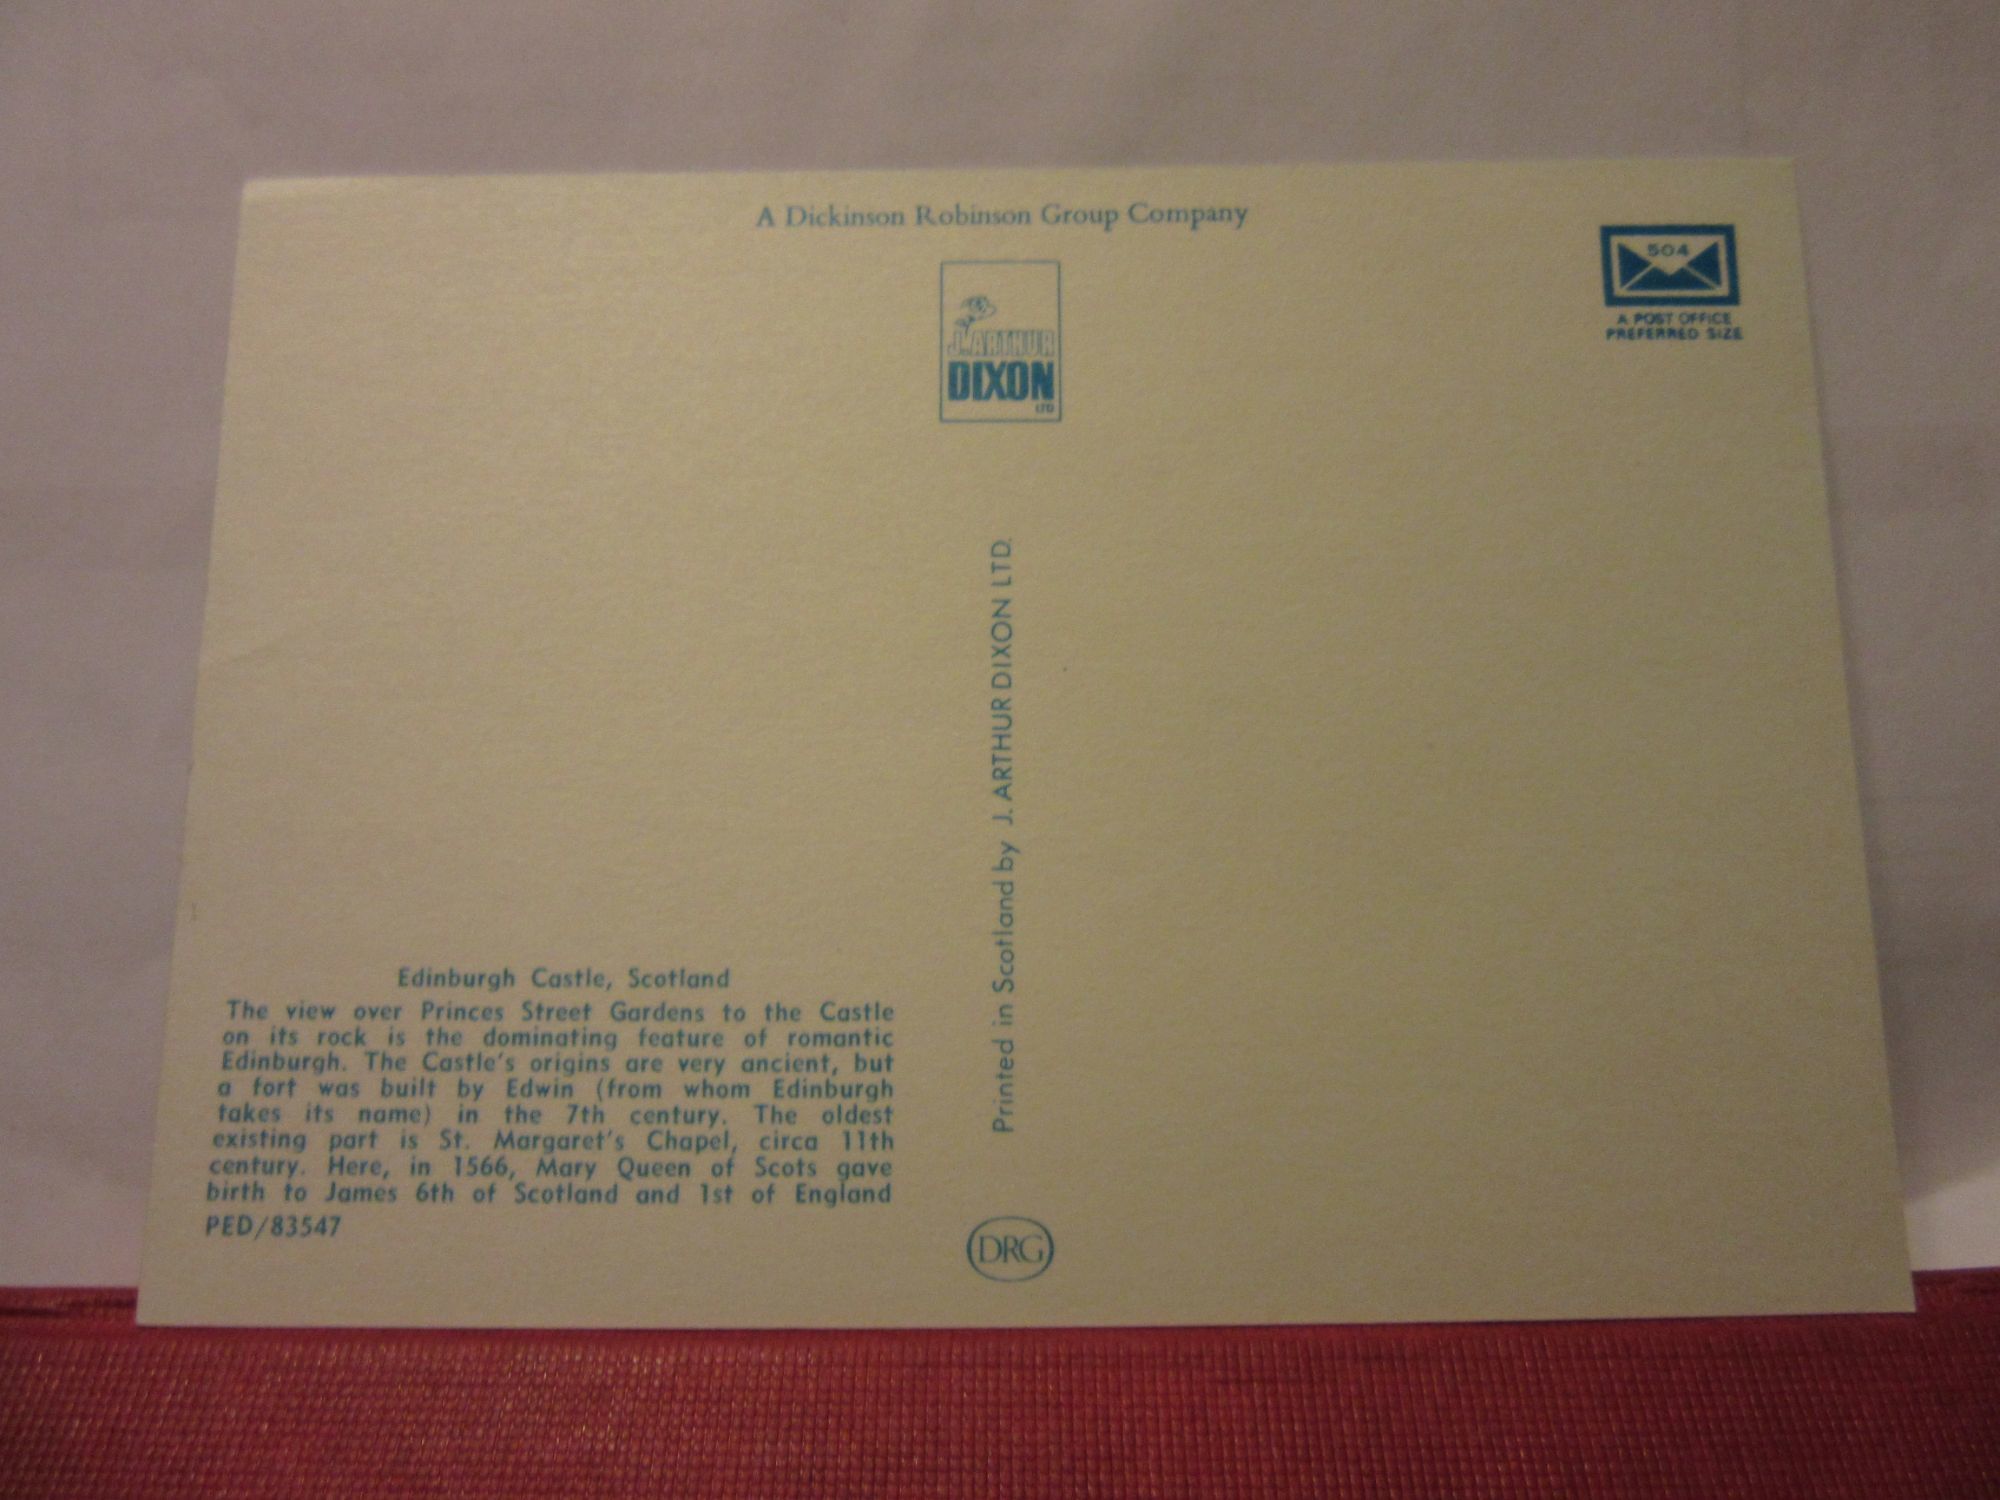 A Dickinson Robinson Group Company
J. ARTHUR
DIXON
LTD
504
A POST OFFICE
PREFERRED SIZE
Printed in Scotland by J. ARTHUR DIXON LTD.
Edinburgh Castle, Scotland
The view over Princes Street Gardens to the Castle
on its rock is the dominating feature of romantic
Edinburgh. The Castle's origins are very ancient, but
a fort was built by Edwin (from whom Edinburgh
takes its name) in the 7th century. The oldest
existing part is St. Margaret's Chapel, circa 11th
century. Here, in 1566, Mary Queen of Scots gave
birth to James 6th of Scotland and 1st of England
PED/83547
DRG